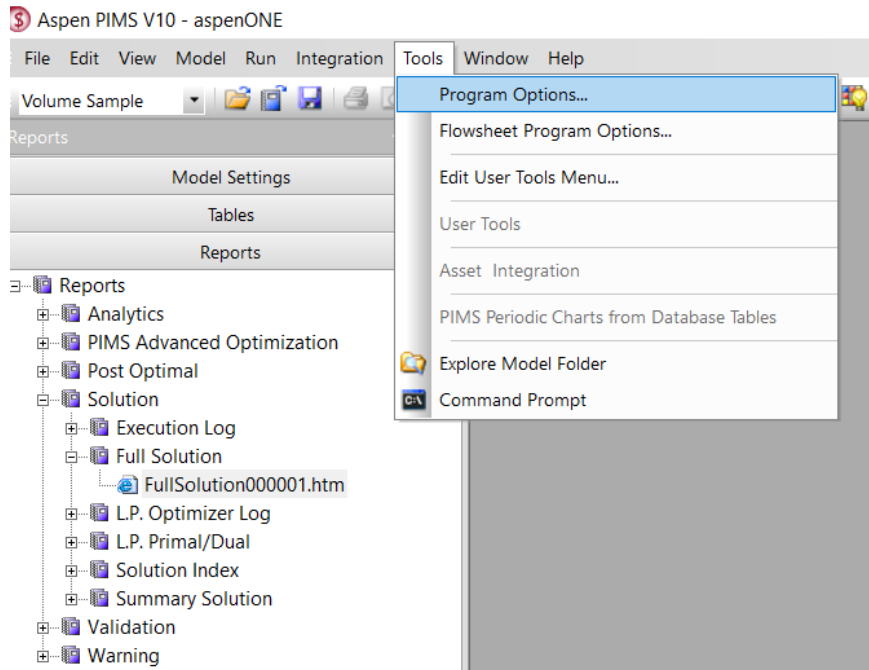 Aspen PIMS V10 - aspenONE
File Edit View Model Run Integration Tools Window Help
Volume Sample
Program Options...
Reports
Flowsheet Program Options...
Model Settings
Edit User Tools Menu...
Tables
User Tools
Reports
Asset Integration
Reports
Analytics
PIMS Periodic Charts from Database Tables
PIMS Advanced Optimization
Post Optimal
Explore Model Folder
Solution
C:\
Command Prompt
Execution Log
Full Solution
FullSolution000001.htm
L.P. Optimizer Log
L.P. Primal/Dual
Solution Index
Summary Solution
Validation
Warning